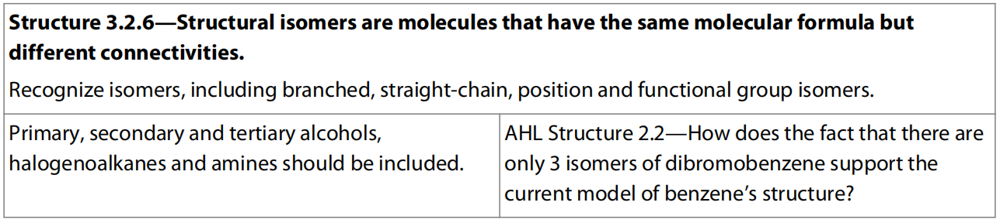 Structure 3.2.6—Structural isomers are molecules that have the same molecular formula but
different connectivities.
Recognize isomers, including branched, straight-chain, position and functional group isomers.
Primary, secondary and tertiary alcohols,
halogenoalkanes and amines should be included.
AHL Structure 2.2—How does the fact that there are
only 3 isomers of dibromobenzene support the
current model of benzene’s structure?